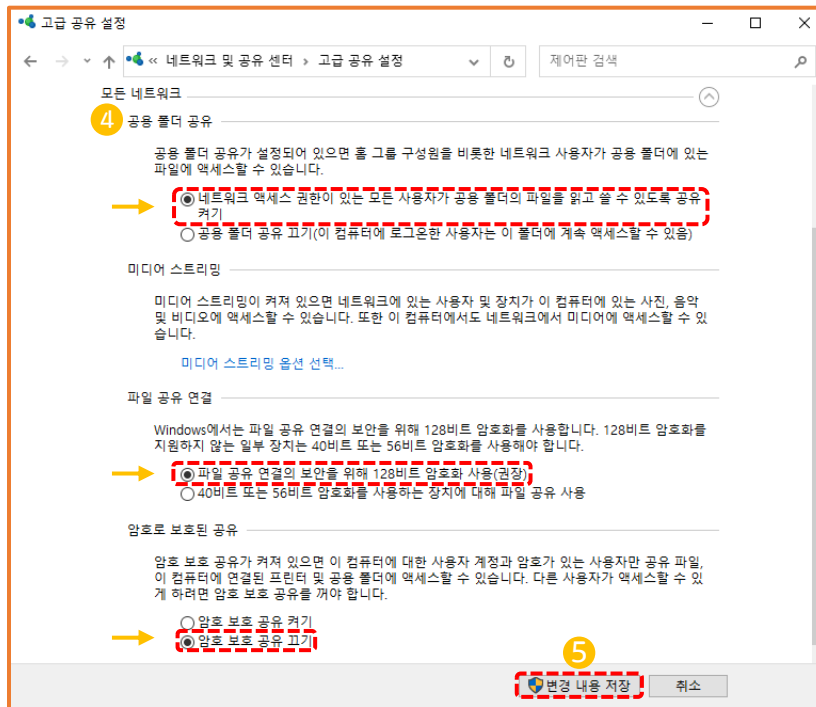 고급 공유 설정
« 네트워크 및 공유 센터 › 고급 공유 설정
제어판 검색
모든 네트워크
4 공용 폴더 공유
공용 폴더 공유가 설정되어 있으면 홈 그룹 구성원을 비롯한 네트워크 사용자가 공용 폴더에 있는
파일에 액세스할 수 있습니다.
네트워크 액세스 권한이 있는 모든 사용자가 공용 폴더의 파일을 읽고 쓸 수 있도록 공유
켜기
공용 폴더 공유 끄기(이 컴퓨터에 로그온한 사용자는 이 폴더에 계속 액세스할 수 있음)
미디어 스트리밍
미디어 스트리밍이 켜져 있으면 네트워크에 있는 사용자 및 장치가 이 컴퓨터에 있는 사진, 음악
및 비디오에 액세스할 수 있습니다. 또한 이 컴퓨터에서도 네트워크에서 미디어에 액세스할 수 있
습니다.
미디어 스트리밍 옵션 선택...
파일 공유 연결
Windows에서는 파일 공유 연결의 보안을 위해 128비트 암호화를 사용합니다. 128비트 암호화를
지원하지 않는 일부 장치는 40비트 또는 56비트 암호화를 사용해야 합니다.
파일 공유 연결의 보안을 위해 128비트 암호화 사용(권장)
40비트 또는 56비트 암호화를 사용하는 장치에 대해 파일 공유 사용
암호로 보호된 공유
암호 보호 공유가 켜져 있으면 이 컴퓨터에 대한 사용자 계정과 암호가 있는 사용자만 공유 파일,
이 컴퓨터에 연결된 프린터 및 공용 폴더에 액세스할 수 있습니다. 다른 사용자가 액세스할 수 있
게 하려면 암호 보호 공유를 꺼야 합니다.
암호 보호 공유 켜기
암호 보호 공유 끄기
5
변경 내용 저장 취소